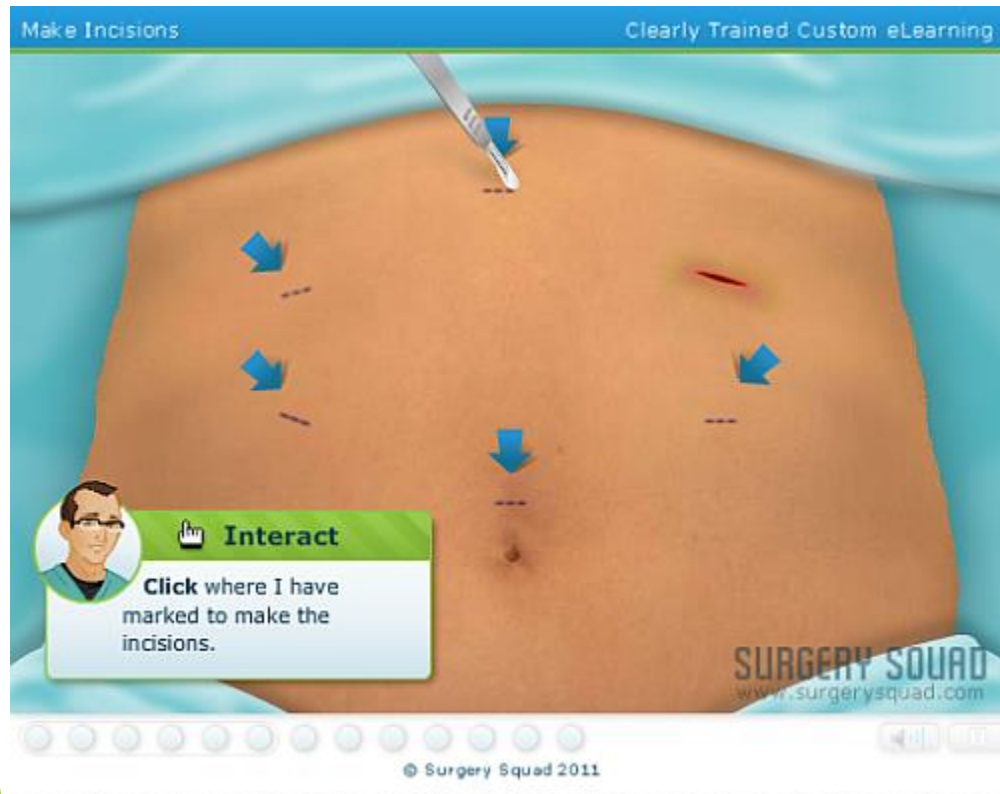 Make Incisions
Clearly Trained Custom eLearning
Interact
Click where I have
marked to make the
incisions.
SURGERY SQUAD
www.surgerysquad.com
© Surgery Squad 2011